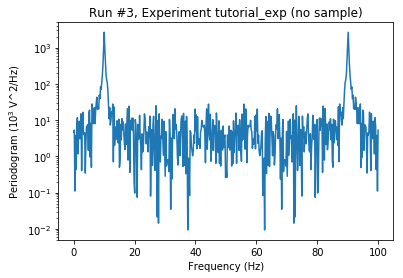 Run #3, Experiment tutorial_exp (no sample)
Periodogram (10³ V^2/Hz)
10³
10²
10¹
10⁰
10⁻¹
10⁻²
0 20 40 60 80 100
Frequency (Hz)